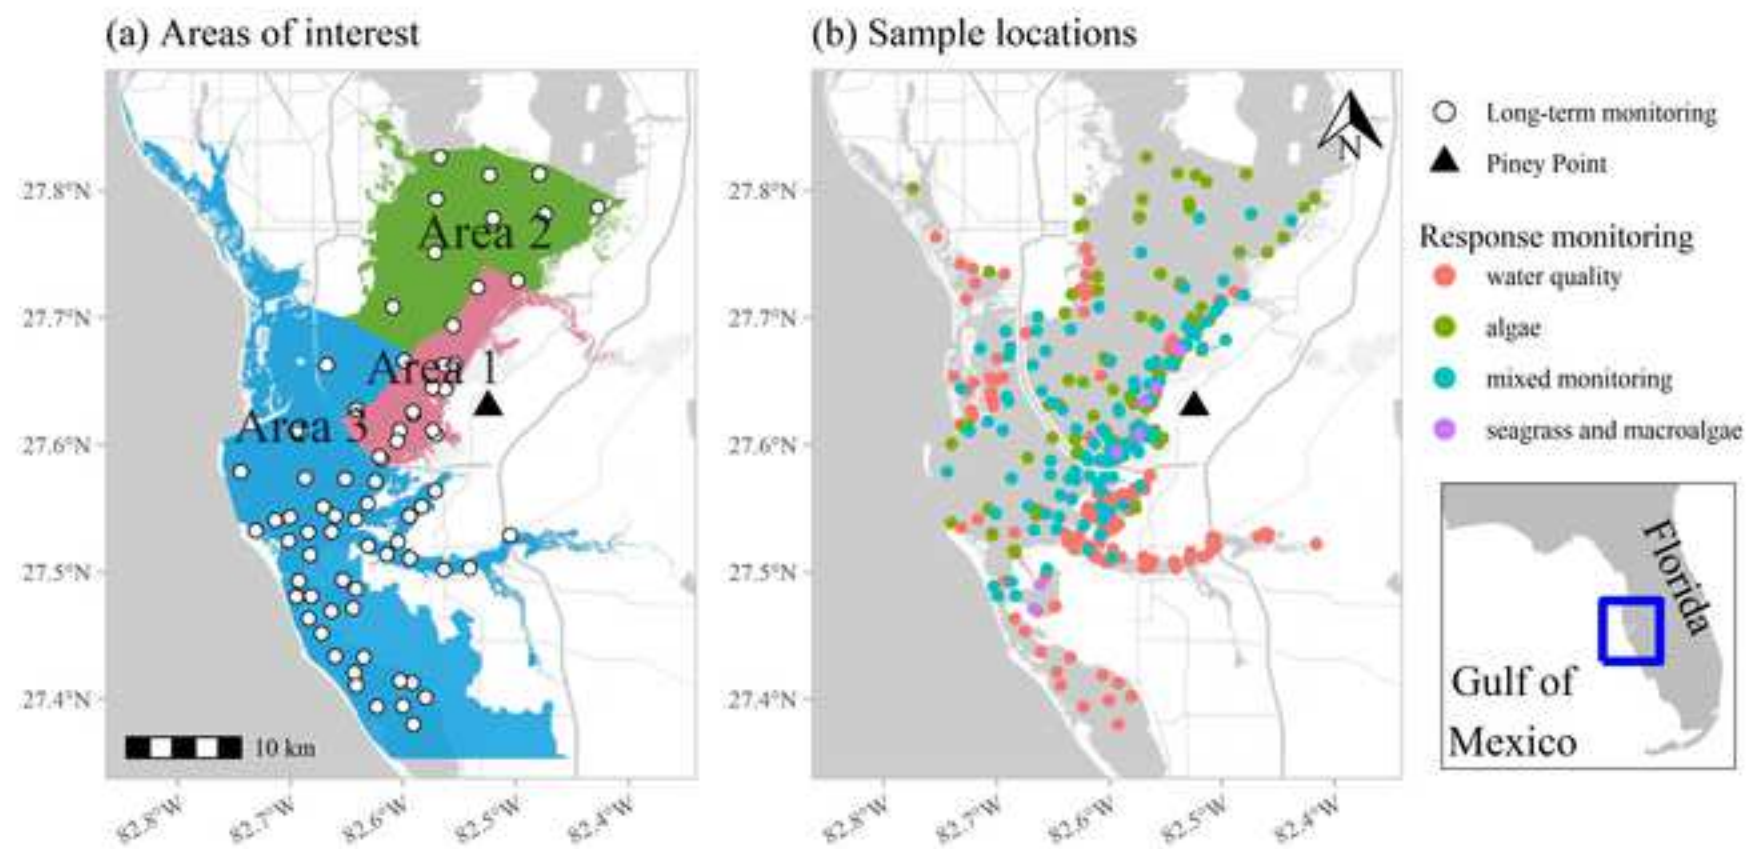 (a) Areas of interest
(b) Sample locations
27.8°N
27.7°N
27.6°N
27.5°N
27.4°N
Area 2
Area 1
Area 3
10 km
82.8°W
82.7°W
82.6°W
82.5°W
82.4°W
27.8°N
27.7°N
27.6°N
27.5°N
27.4°N
N
82.8°W
82.7°W
82.6°W
82.5°W
82.4°W
Long-term monitoring
Piney Point
Response monitoring
water quality
algae
mixed monitoring
seagrass and macroalgae
Florida
Gulf of
Mexico